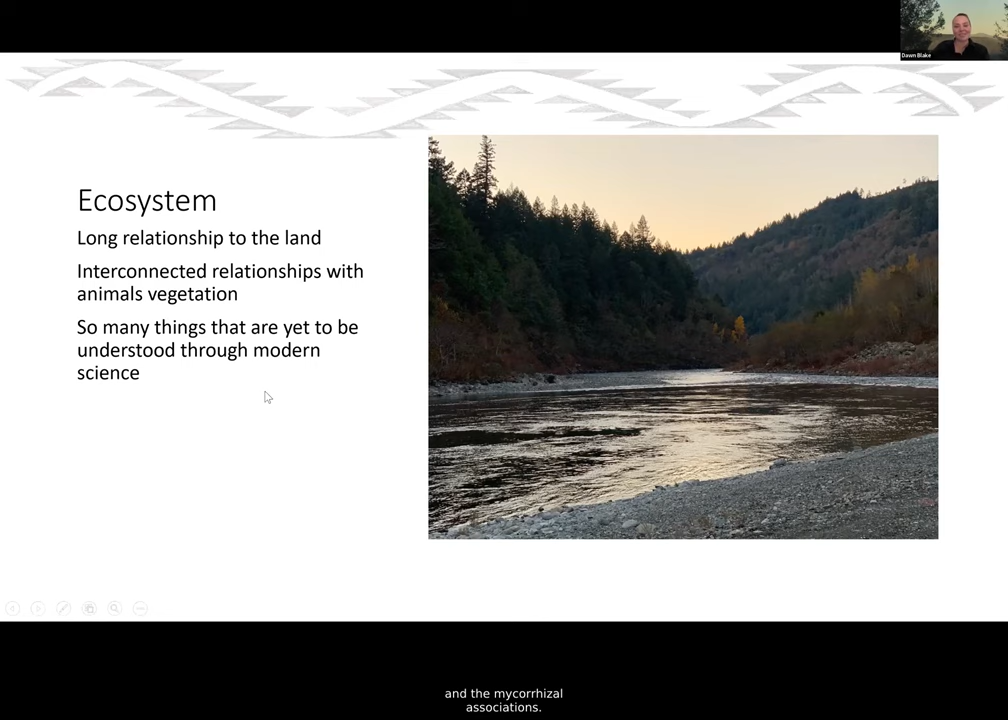 Dawn Blake
Ecosystem
Long relationship to the land
Interconnected relationships with
animals vegetation
So many things that are yet to be
understood through modern
science
and the mycorrhizal
associations.